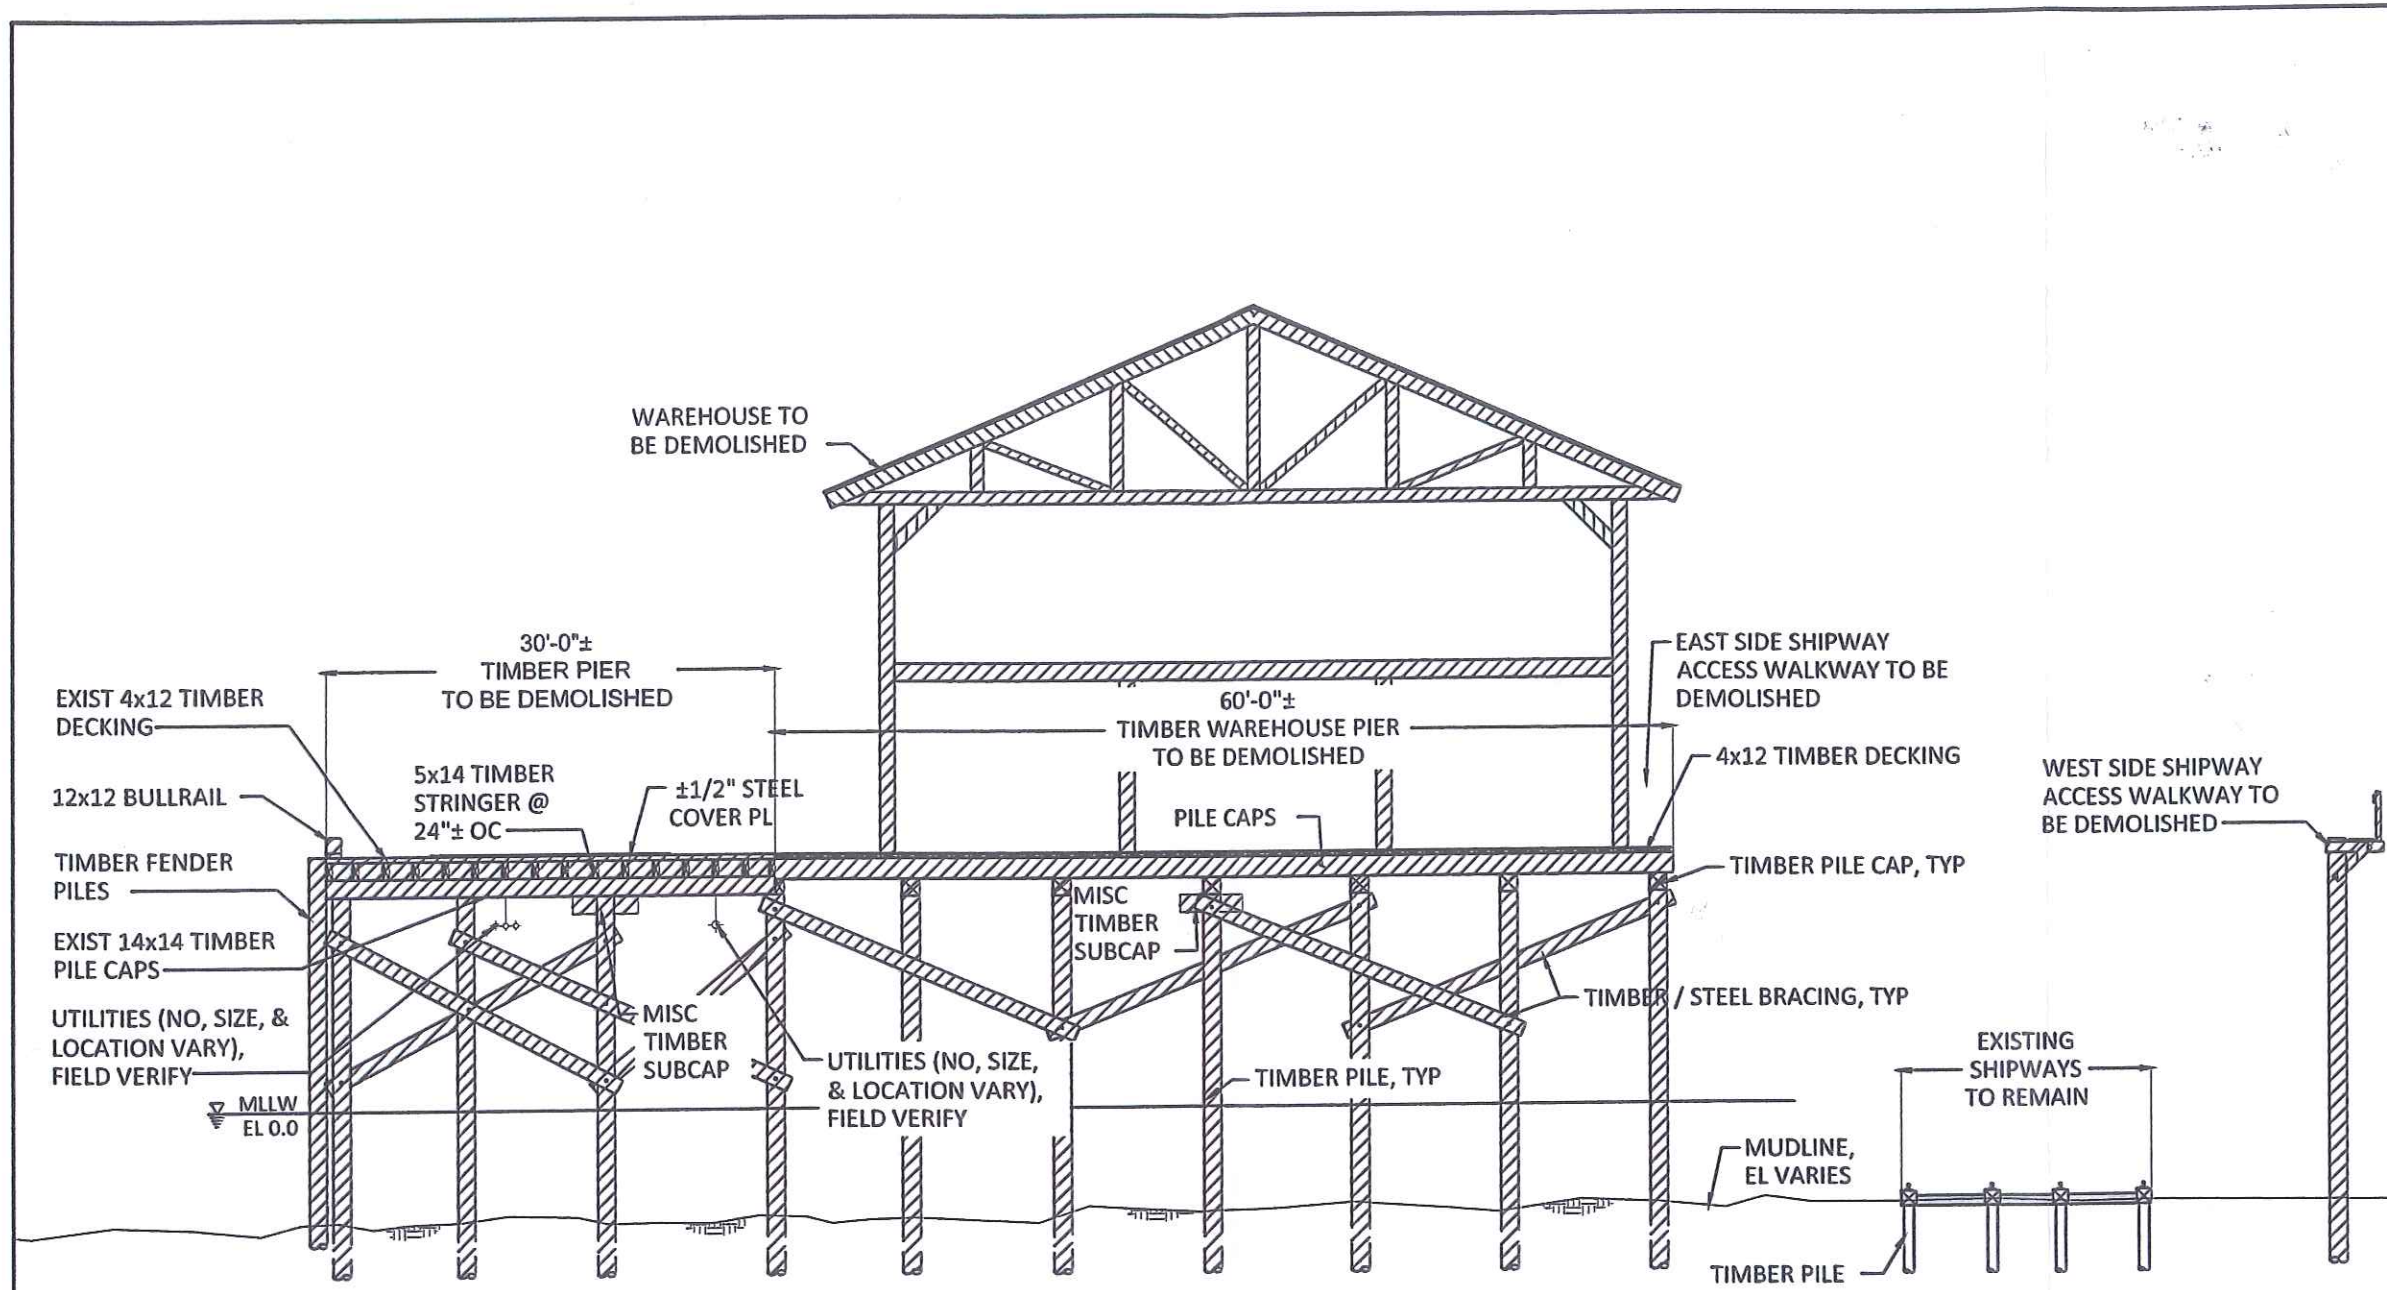 WAREHOUSE TO
BE DEMOLISHED
30'-0"±
TIMBER PIER
TO BE DEMOLISHED
EAST SIDE SHIPWAY
ACCESS WALKWAY TO BE
DEMOLISHED
60'-0"±
TIMBER WAREHOUSE PIER
TO BE DEMOLISHED
EXIST 4x12 TIMBER
DECKING
12x12 BULLRAIL
5x14 TIMBER
STRINGER @
24"± OC
±1/2" STEEL
COVER PL
PILE CAPS
4x12 TIMBER DECKING
WEST SIDE SHIPWAY
ACCESS WALKWAY TO
BE DEMOLISHED
TIMBER FENDER
PILES
TIMBER PILE CAP, TYP
MISC
TIMBER
SUBCAP
EXIST 14x14 TIMBER
PILE CAPS
UTILITIES (NO, SIZE, &
LOCATION VARY),
FIELD VERIFY
MISC
TIMBER
SUBCAP
TIMBER / STEEL BRACING, TYP
UTILITIES (NO, SIZE,
& LOCATION VARY),
FIELD VERIFY
TIMBER PILE, TYP
EXISTING
SHIPWAYS
TO REMAIN
MLLW
EL 0.0
MUDLINE,
EL VARIES
TIMBER PILE